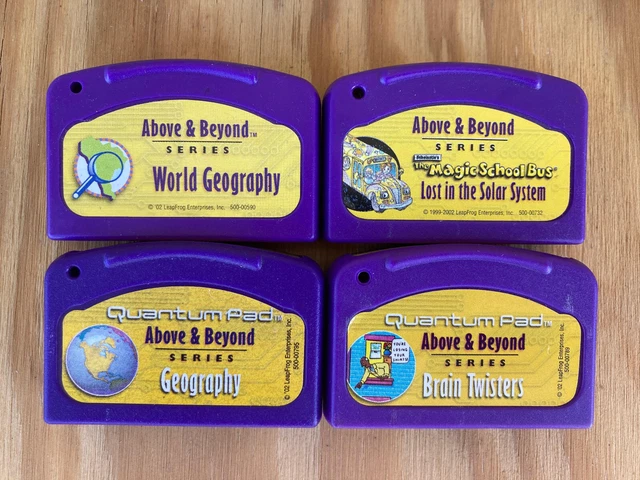 Above & Beyond™
SERIES
World Geography
© '02 LeapFrog Enterprises, Inc. 500-00590
Above & Beyond
SERIES
Scholastic's
The Magic School Bus®
Lost in the Solar System
© 1999-2002 LeapFrog Enterprises, Inc. 500-00732
Quantum Pad™
Above & Beyond
SERIES
Geography
© '02 LeapFrog Enterprises, Inc.
500-00795
Quantum Pad™
Above & Beyond
SERIES
Brain Twisters
© '02 LeapFrog Enterprises, Inc.
500-00789
YOU'RE
LOSING
YOUR